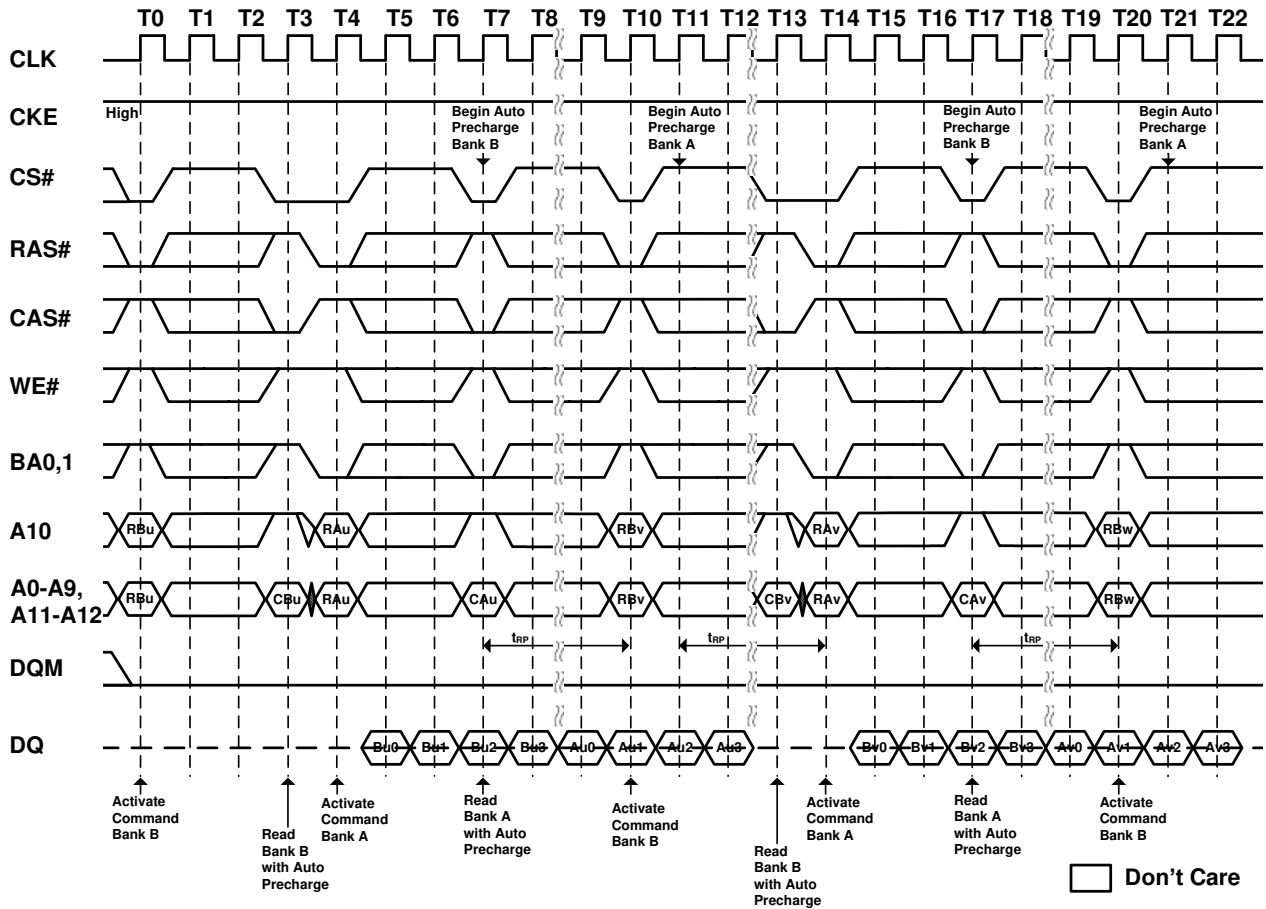 T0 T1 T2 T3 T4 T5 T6 T7 T8 T9 T10 T11 T12 T13 T14 T15 T16 T17 T18 T19 T20 T21 T22
CLK
CKE
High
Begin Auto
Precharge
Bank B
Begin Auto
Precharge
Bank A
Begin Auto
Precharge
Bank B
Begin Auto
Precharge
Bank A
CS#
RAS#
CAS#
WE#
BA0,1
A10
RBu RAu RBv RAv RBw
A0-A9,
A11-A12
RBu CBu RAu CAu RBv CBv RAv CAv RBw
tRP tRP tRP
DQM
DQ
Bu0 Bu1 Bu2 Bu3 Au0 Au1 Au2 Au3 Bv0 Bv1 Bv2 Bv3 Av0 Av1 Av2 Av3
Activate
Command
Bank B
Read
Bank B
with Auto
Precharge
Activate
Command
Bank A
Read
Bank A
with Auto
Precharge
Activate
Command
Bank B
Read
Bank B
with Auto
Precharge
Activate
Command
Bank A
Read
Bank A
with Auto
Precharge
Activate
Command
Bank B
Don't Care